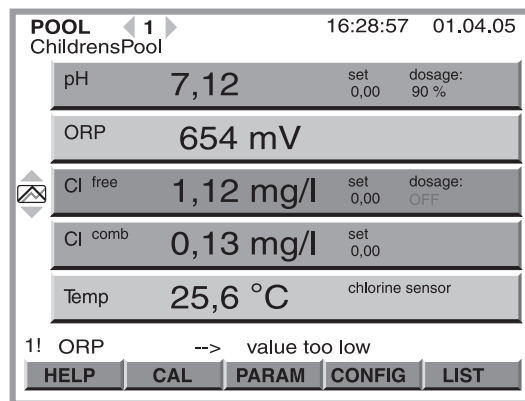 POOL 1 16:28:57 01.04.05
ChildrensPool
pH 7,12 set 0,00 dosage: 90 %
ORP 654 mV
Cl free 1,12 mg/l set 0,00 dosage: OFF
Cl comb 0,13 mg/l set 0,00
Temp 25,6 °C chlorine sensor
1! ORP --> value too low
HELP CAL PARAM CONFIG LIST